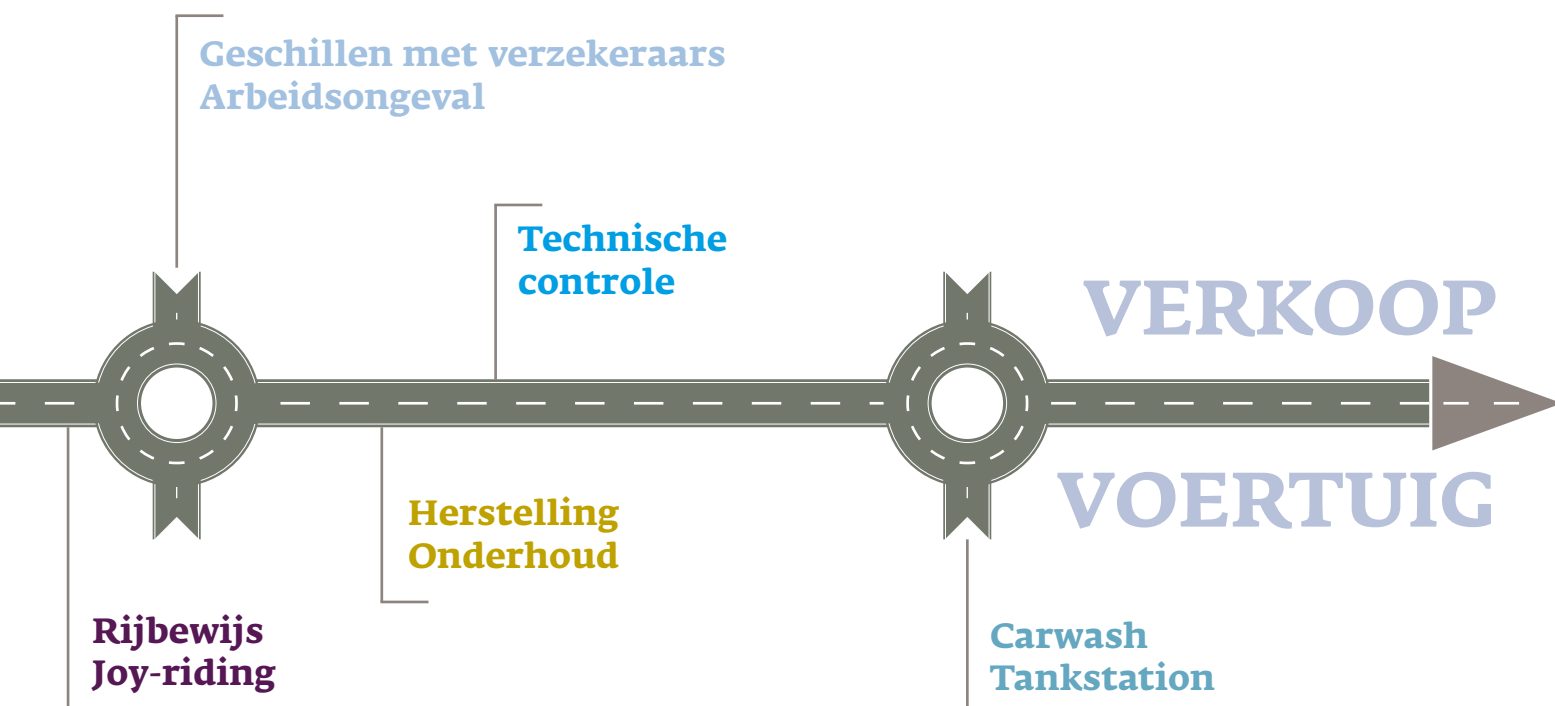 Geschillen met verzekeraars
Arbeidsongeval
Technische
controle
VERKOOP
VOERTUIG
Herstelling
Onderhoud
Rijbewijs
Joy-riding
Carwash
Tankstation